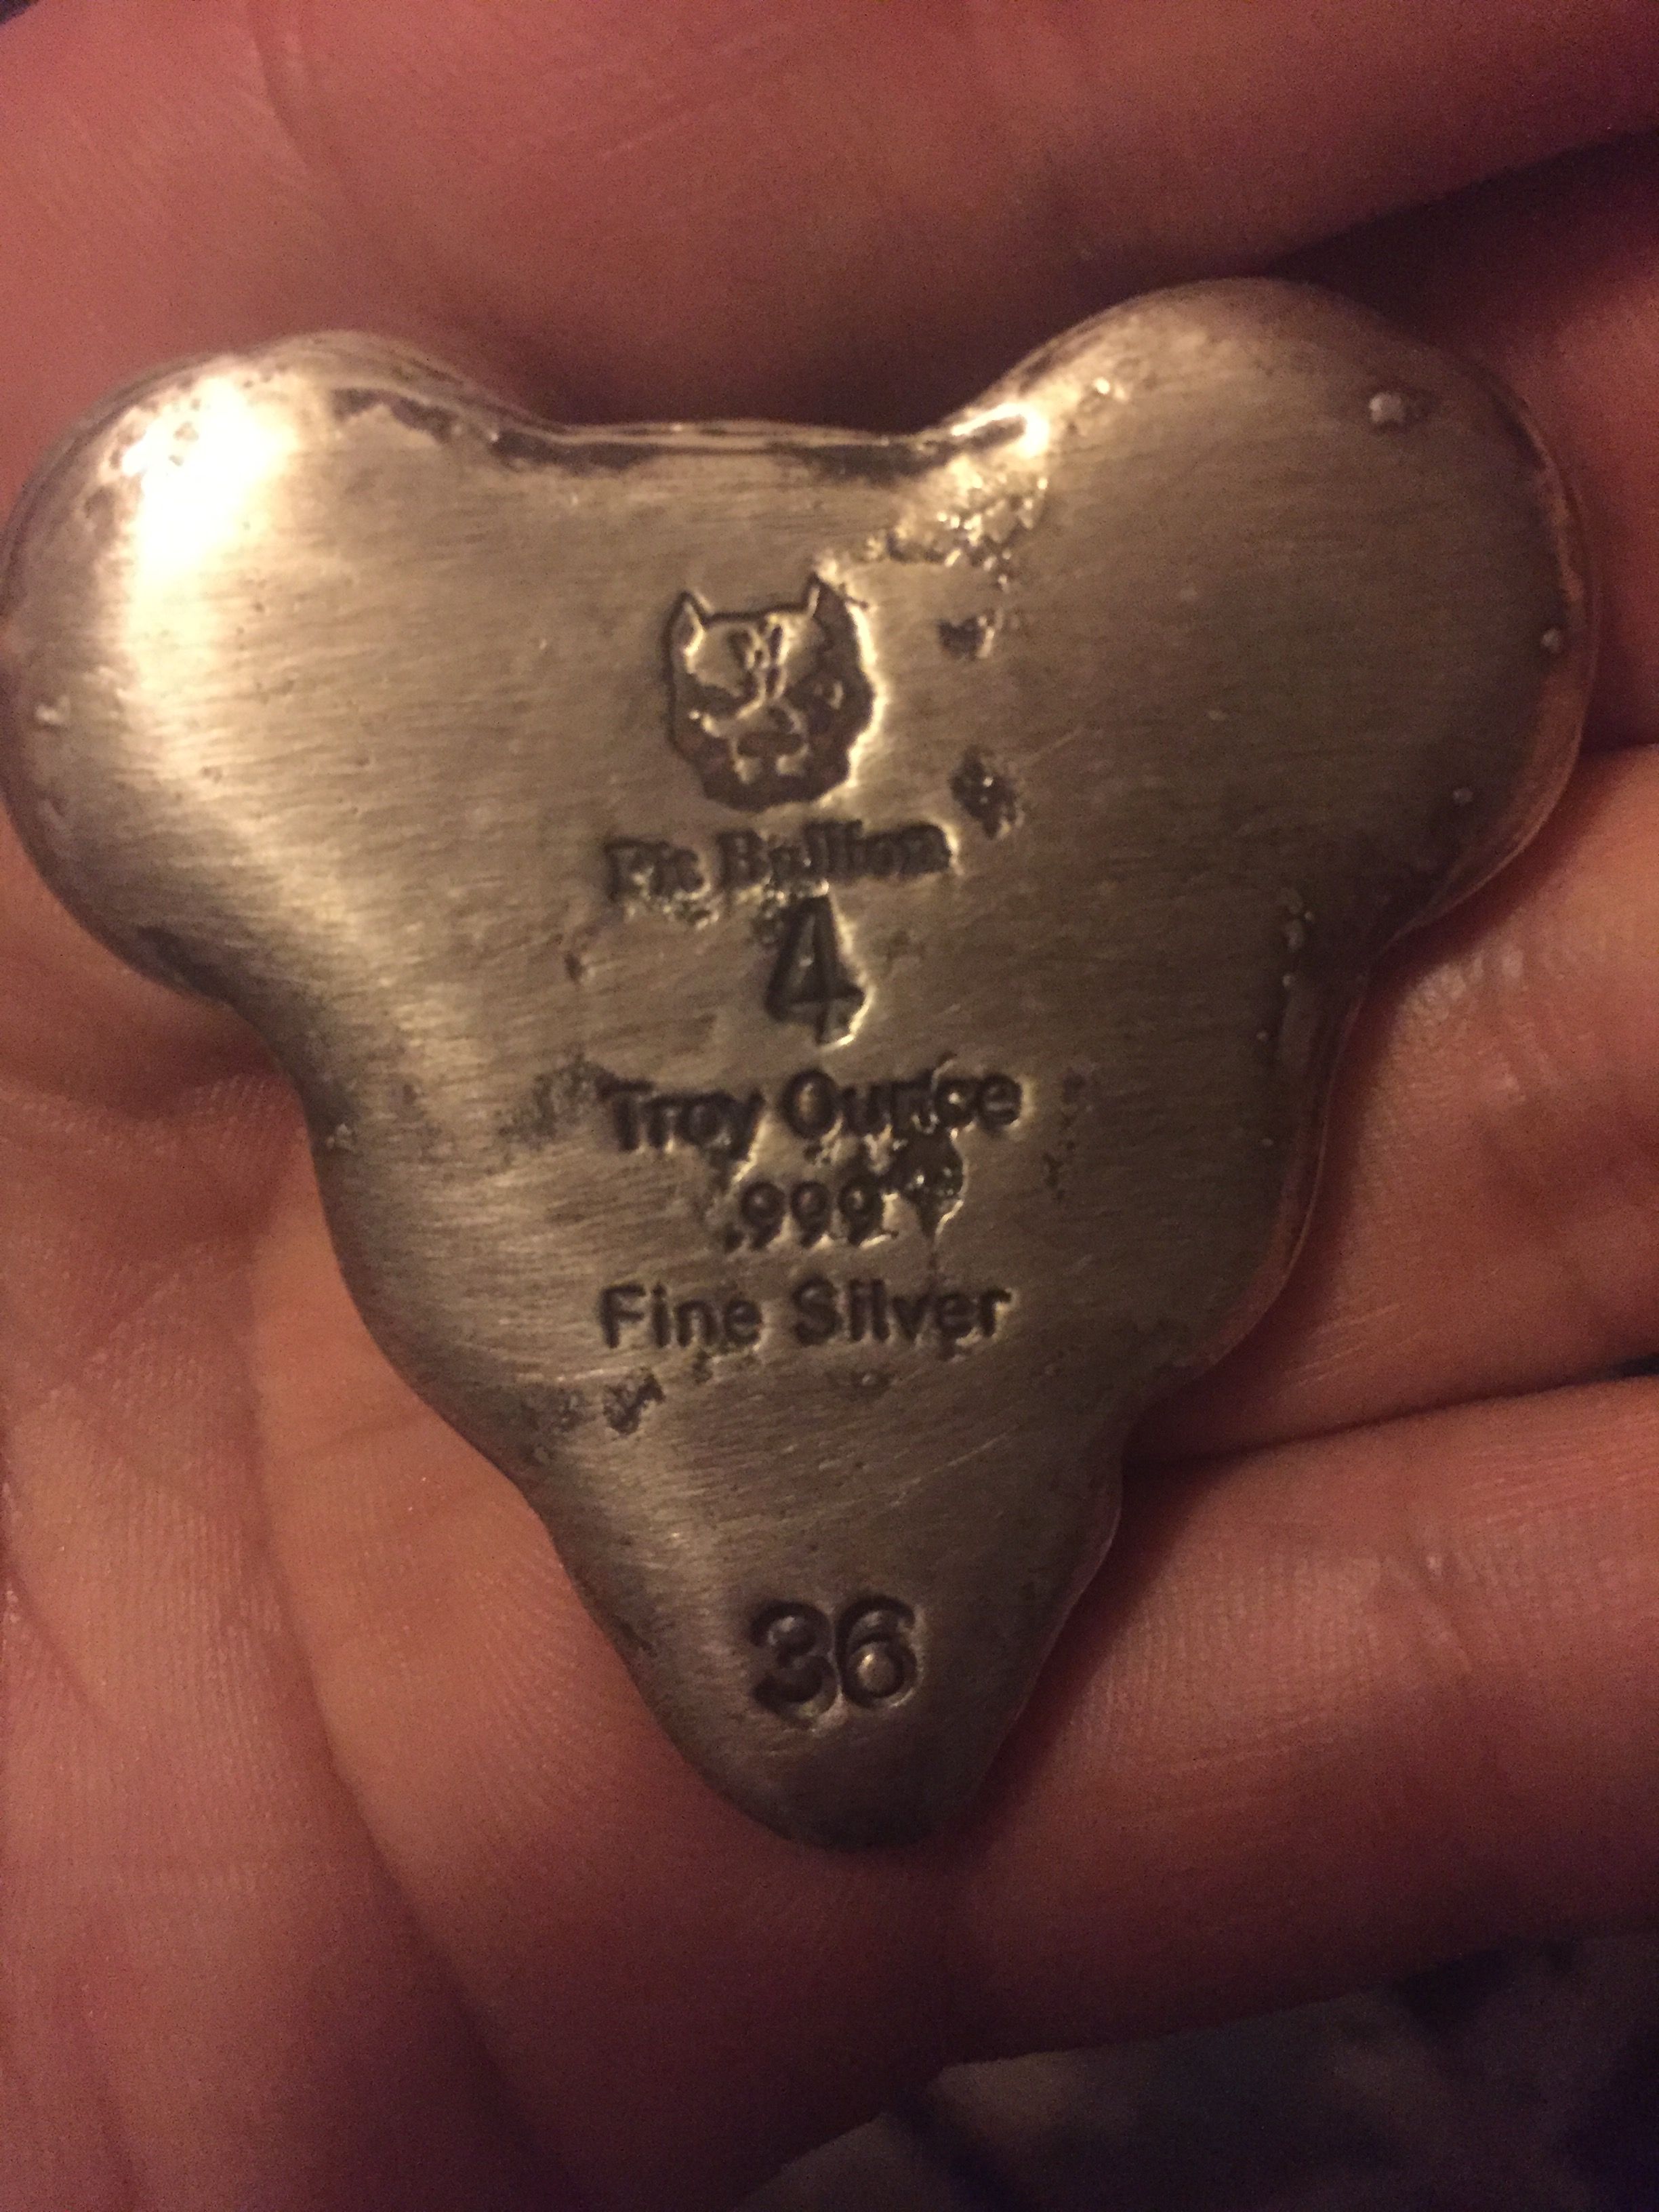 Pit Bullion
4
Troy Ounce
.999
Fine Silver
36